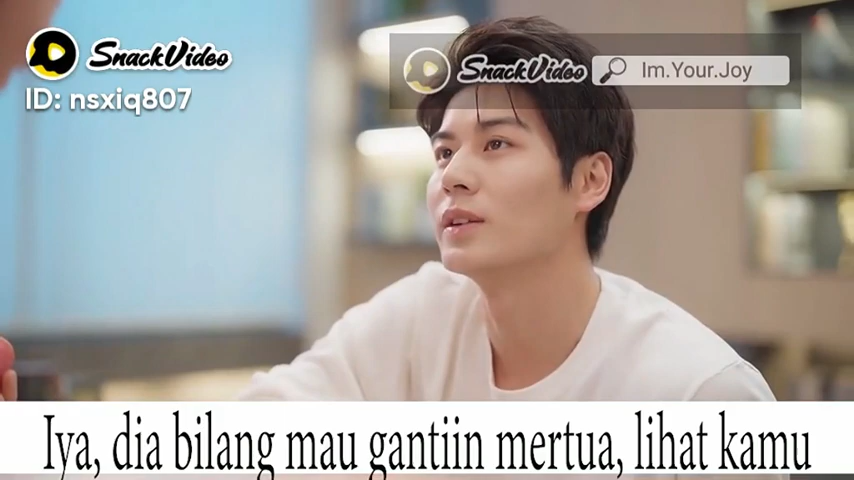 SnackVideo
ID: nsxiq807
SnackVideo Im.Your.Joy
Iya, dia bilang mau gantiin mertua, lihat kamu